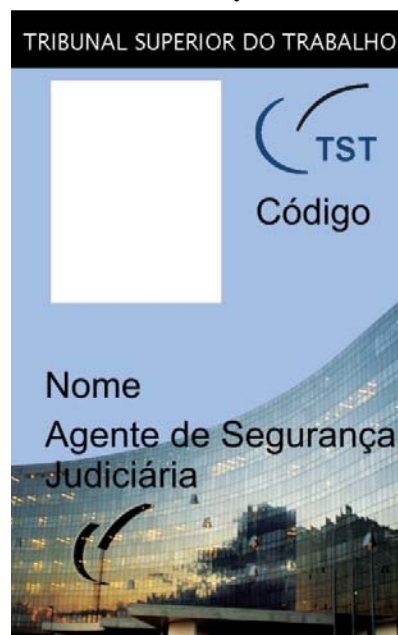 TRIBUNAL SUPERIOR DO TRABALHO
TST
Código
Nome
Agente de Segurança
Judiciária